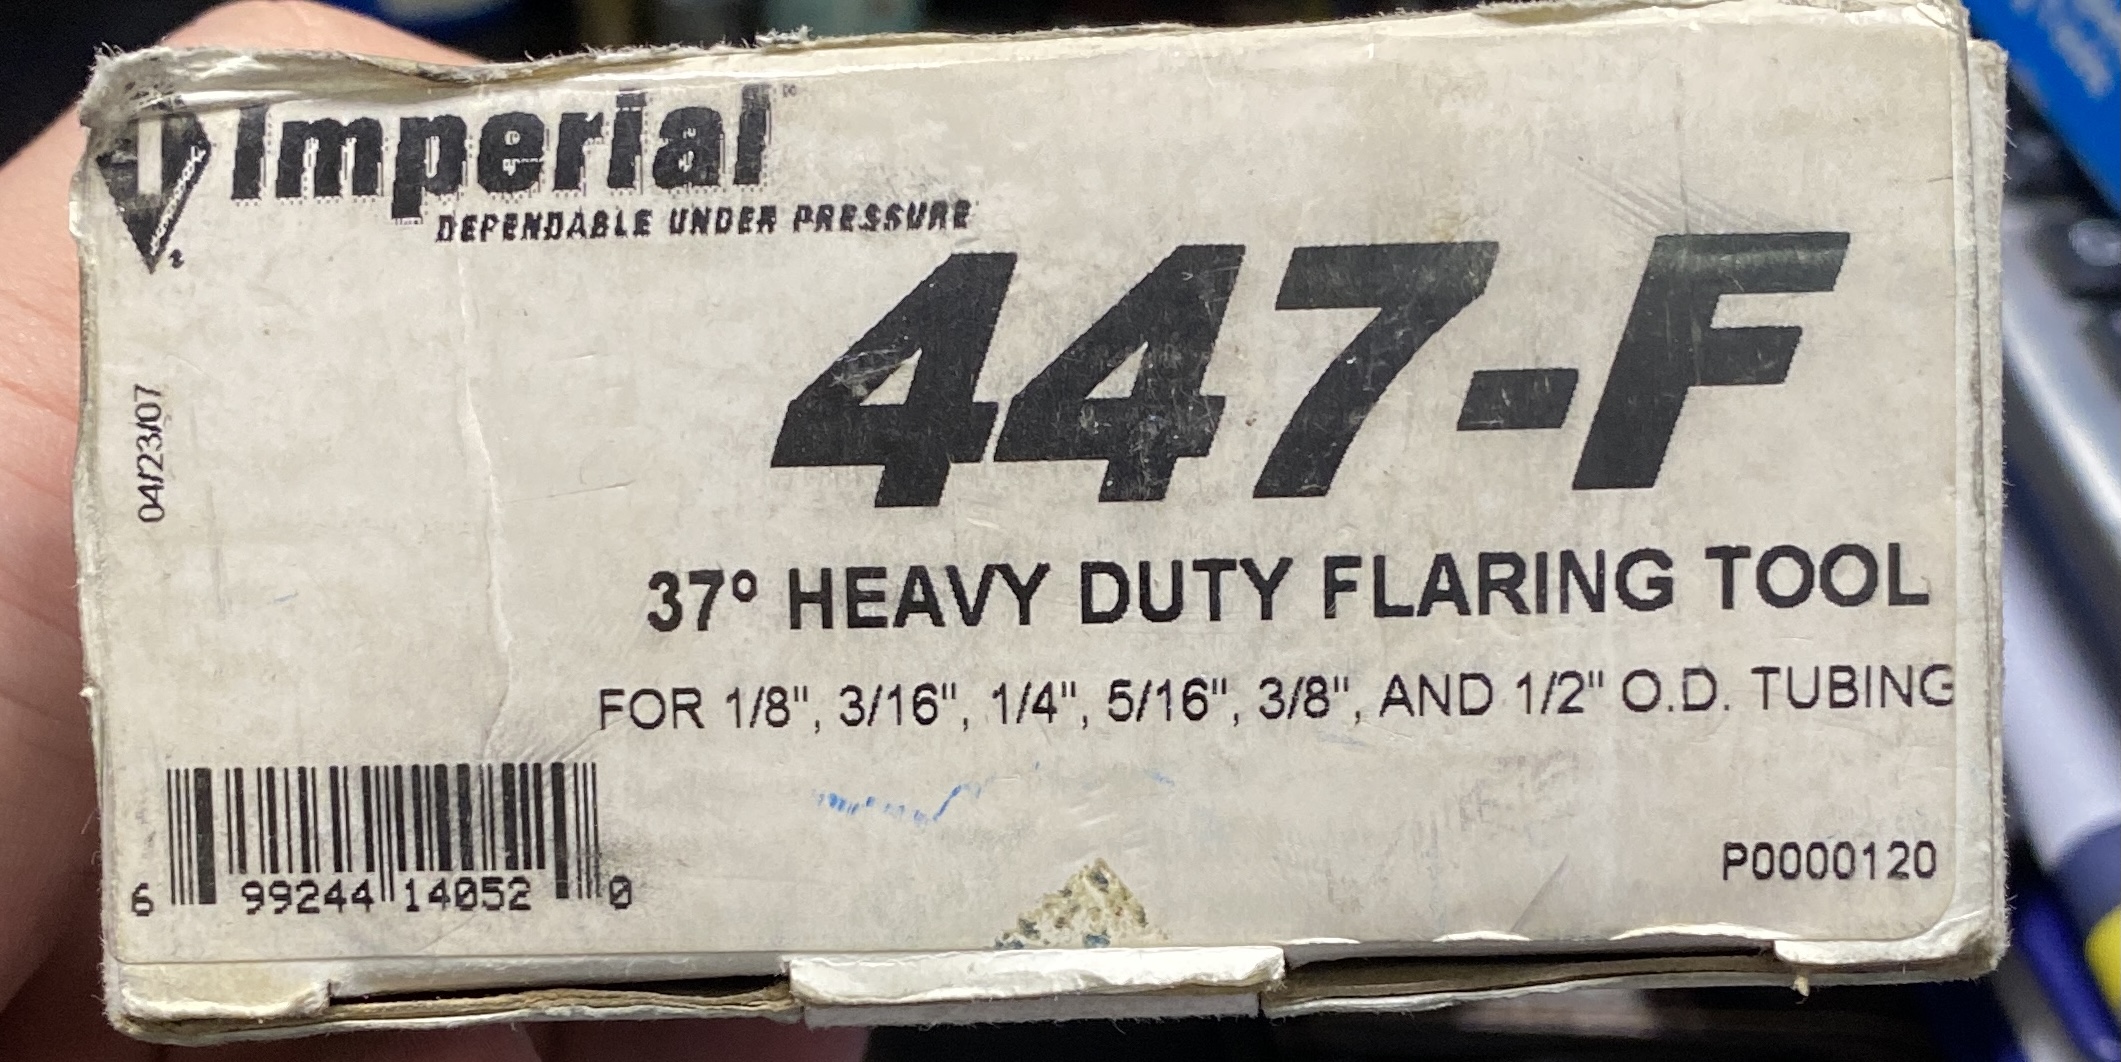 Imperial
DEPENDABLE UNDER PRESSURE
447-F
04/23/07
37º HEAVY DUTY FLARING TOOL
FOR 1/8", 3/16", 1/4", 5/16", 3/8", AND 1/2" O.D. TUBING
6 99244 14052 0
P0000120